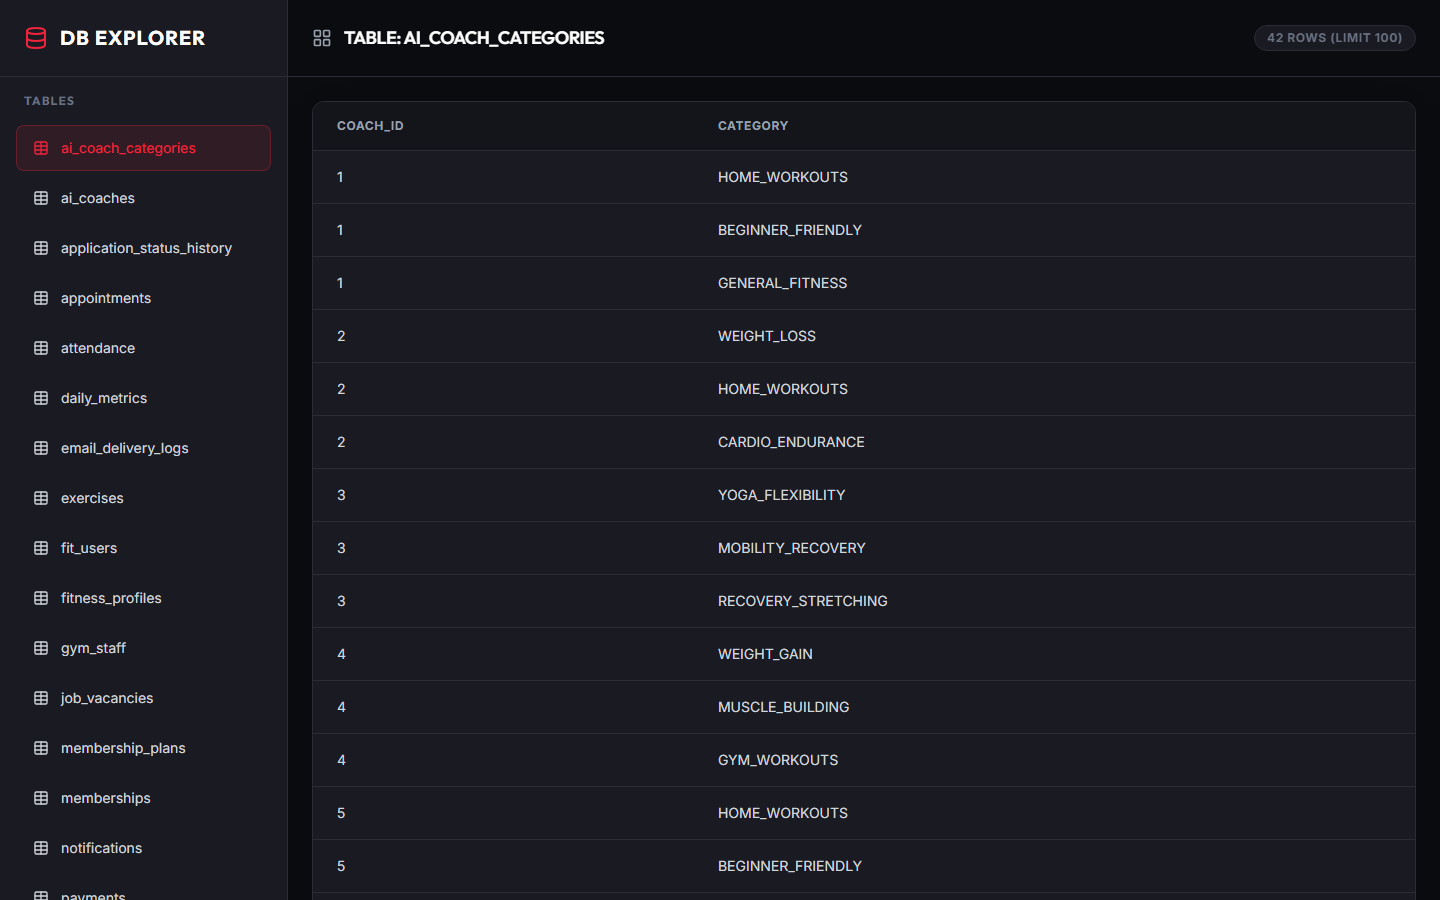 DB EXPLORER
TABLES
ai_coach_categories
ai_coaches
application_status_history
appointments
attendance
daily_metrics
email_delivery_logs
exercises
fit_users
fitness_profiles
gym_staff
job_vacancies
membership_plans
memberships
notifications
payments
TABLE: AI_COACH_CATEGORIES
42 ROWS (LIMIT 100)
COACH_ID CATEGORY
1 HOME_WORKOUTS
1 BEGINNER_FRIENDLY
1 GENERAL_FITNESS
2 WEIGHT_LOSS
2 HOME_WORKOUTS
2 CARDIO_ENDURANCE
3 YOGA_FLEXIBILITY
3 MOBILITY_RECOVERY
3 RECOVERY_STRETCHING
4 WEIGHT_GAIN
4 MUSCLE_BUILDING
4 GYM_WORKOUTS
5 HOME_WORKOUTS
5 BEGINNER_FRIENDLY